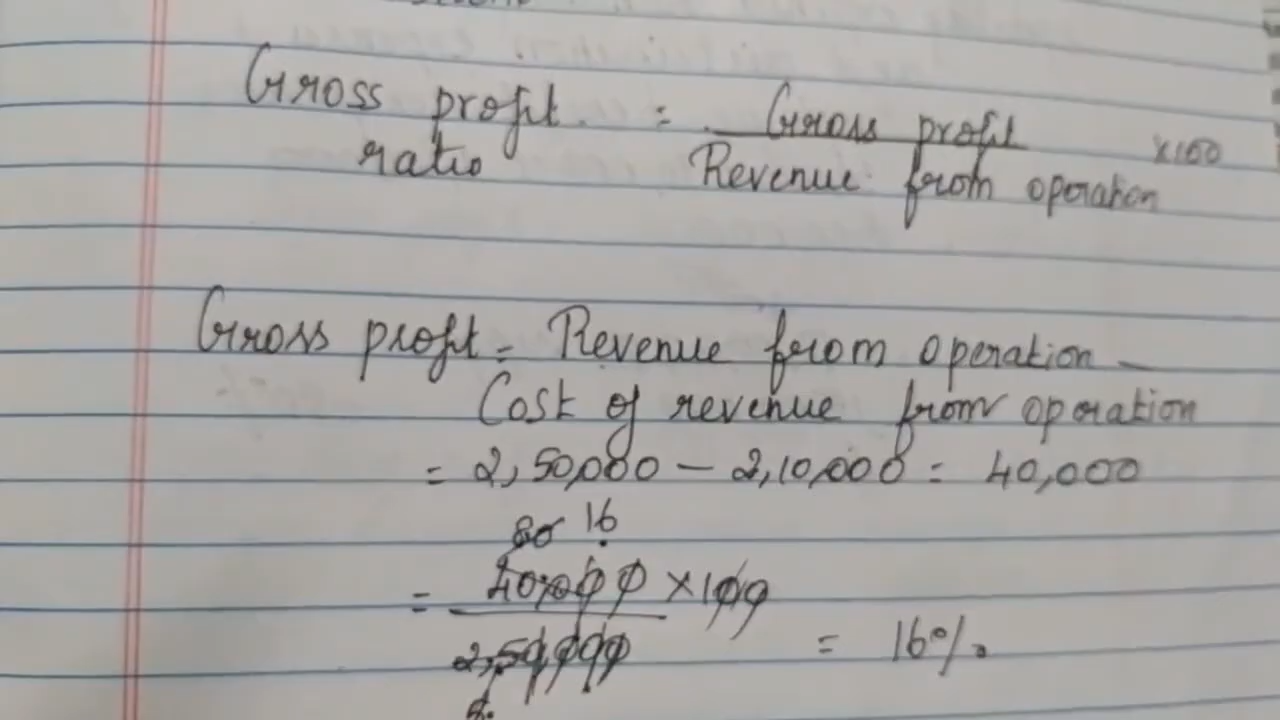 Gross profit = Gross profit ×100
ratio Revenue from operation
Gross profit = Revenue from operation –
Cost of revenue from operation
= 2,50,000 – 2,10,000 = 40,000
80 16
= 40,000 ×100
2,50,000 = 16%